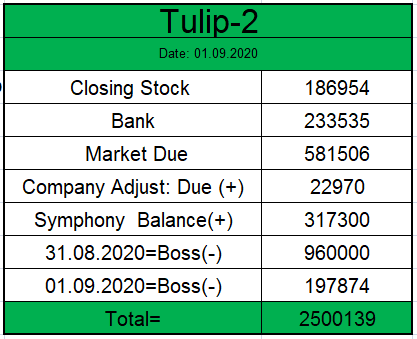 Tulip-2
Date: 01.09.2020
Closing Stock 186954
Bank 233535
Market Due 581506
Company Adjust: Due (+) 22970
Symphony  Balance(+) 317300
31.08.2020=Boss(-) 960000
01.09.2020=Boss(-) 197874
Total= 2500139